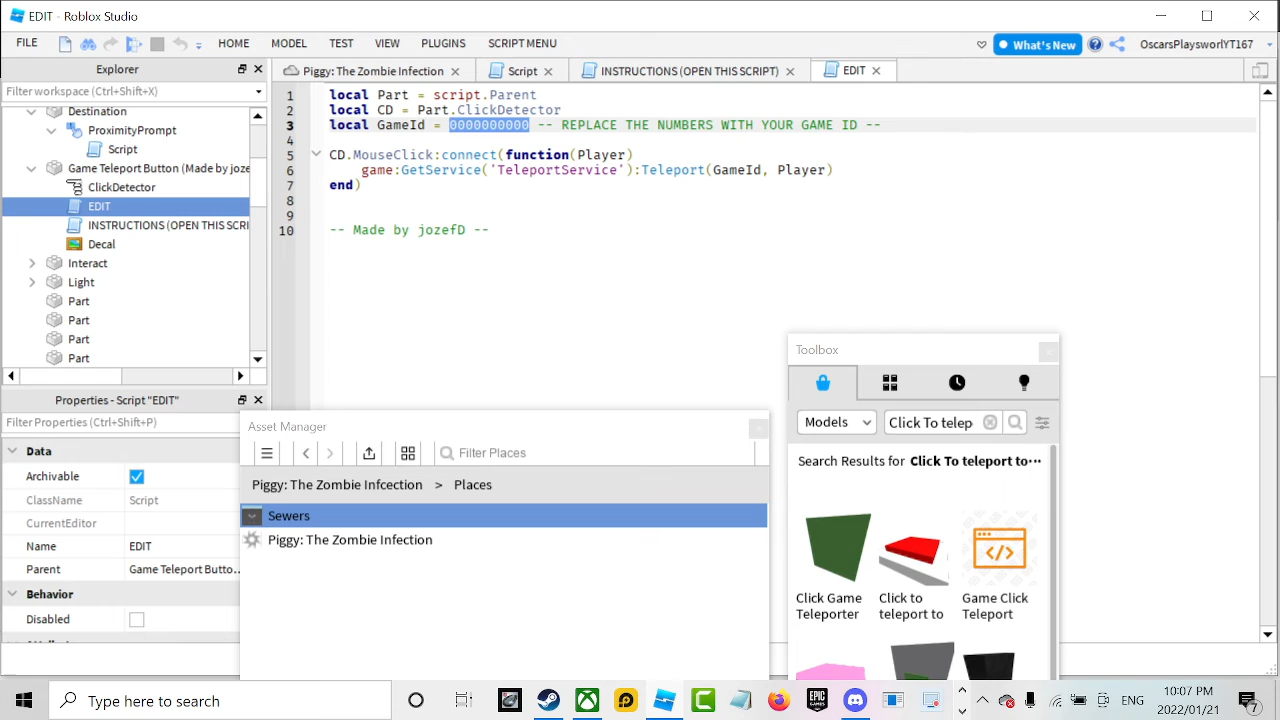 EDIT - Roblox Studio
FILE HOME MODEL TEST VIEW PLUGINS SCRIPT MENU What's New OscarsPlaysworlYT167
Explorer
Filter workspace (Ctrl+Shift+X)
Destination
ProximityPrompt
Script
Game Teleport Button (Made by joze
ClickDetector
EDIT
INSTRUCTIONS (OPEN THIS SCRI
Decal
Interact
Light
Part
Part
Part
Part
Properties - Script "EDIT"
Filter Properties (Ctrl+Shift+P)
Data
Archivable
ClassName Script
CurrentEditor
Name EDIT
Parent Game Teleport Butto...
Behavior
Disabled
Piggy: The Zombie Infection Script INSTRUCTIONS (OPEN THIS SCRIPT) EDIT
1 local Part = script.Parent
2 local CD = Part.ClickDetector
3 local GameId = 0000000000 -- REPLACE THE NUMBERS WITH YOUR GAME ID --
4
5 CD.MouseClick:connect(function(Player)
6 game:GetService('TeleportService'):Teleport(GameId, Player)
7 end)
8
9
10 -- Made by jozefD --
Asset Manager
Filter Places
Piggy: The Zombie Infcection > Places
Sewers
Piggy: The Zombie Infection
Toolbox
Models Click To telep
Search Results for Click To teleport to...
Click Game
Teleporter
Click to
teleport to
Game Click
Teleport
Type here to search
ENG
10:07 PM
2022/01/21
7